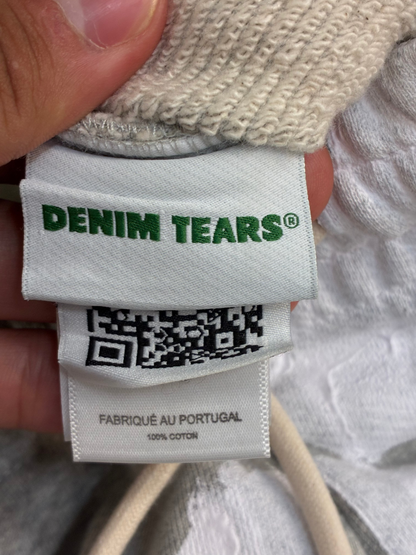 DENIM TEARS®
FABRIQUÉ AU PORTUGAL
100% COTON